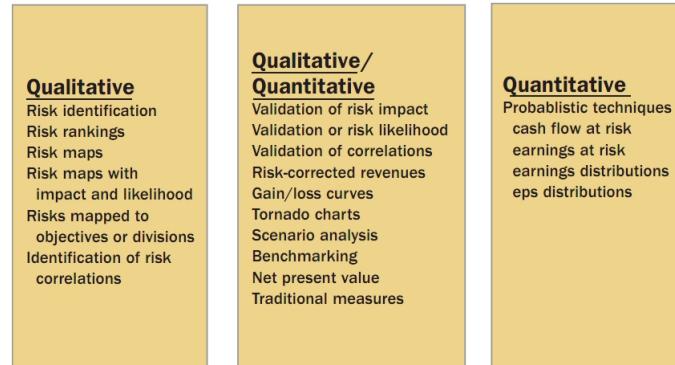 Qualitative
Risk identification
Risk rankings
Risk maps
Risk maps with
impact and likelihood
Risks mapped to
objectives or divisions
Identification of risk
correlations
Qualitative/
Quantitative
Validation of risk impact
Validation or risk likelihood
Validation of correlations
Risk-corrected revenues
Gain/loss curves
Tornado charts
Scenario analysis
Benchmarking
Net present value
Traditional measures
Quantitative
Probablistic techniques
cash flow at risk
earnings at risk
earnings distributions
eps distributions